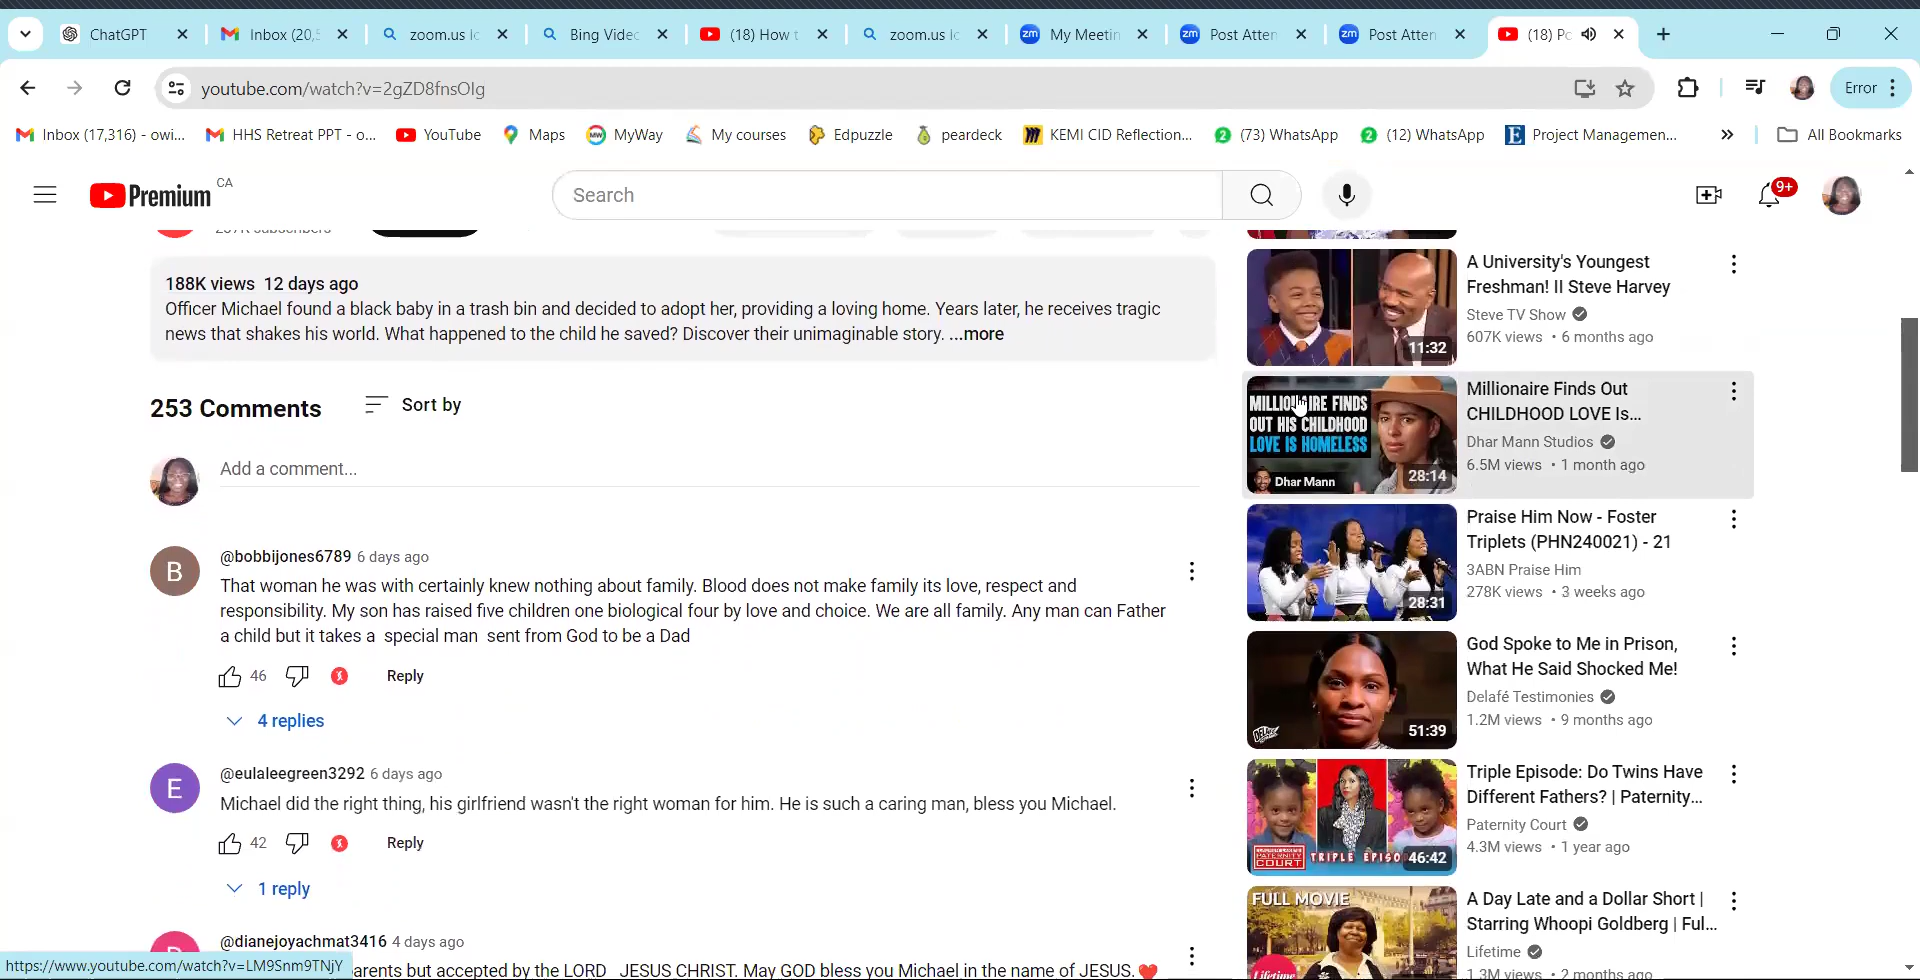 ChatGPT
Inbox (20,
zoom.us lo
Bing Video
(18) How t
zoom.us lo
My Meetin
Post Atten
Post Atten
(18) Po
youtube.com/watch?v=2gZD8fnsOIg
Error
Inbox (17,316) - owi...
HHS Retreat PPT - o...
YouTube
Maps
MyWay
My courses
Edpuzzle
peardeck
KEMI CID Reflection...
(73) WhatsApp
(12) WhatsApp
Project Managemen...
All Bookmarks
Premium CA
Search
9+
188K views 12 days ago
Officer Michael found a black baby in a trash bin and decided to adopt her, providing a loving home. Years later, he receives tragic
news that shakes his world. What happened to the child he saved? Discover their unimaginable story. ...more
253 Comments
Sort by
Add a comment...
B
@bobbijones6789 6 days ago
That woman he was with certainly knew nothing about family. Blood does not make family its love, respect and
responsibility. My son has raised five children one biological four by love and choice. We are all family. Any man can Father
a child but it takes a special man sent from God to be a Dad
46
Reply
4 replies
E
@eulaleegreen3292 6 days ago
Michael did the right thing, his girlfriend wasn't the right woman for him. He is such a caring man, bless you Michael.
42
Reply
1 reply
@dianejoyachmat3416 4 days ago
arents but accepted by the LORD JESUS CHRIST. May GOD bless you Michael in the name of JESUS.❤️
https://www.youtube.com/watch?v=LM9Snm9TNjY
11:32
A University's Youngest
Freshman! II Steve Harvey
Steve TV Show
607K views • 6 months ago
MILLIONAIRE FINDS
OUT HIS CHILDHOOD
LOVE IS HOMELESS
Dhar Mann
28:14
Millionaire Finds Out
CHILDHOOD LOVE Is...
Dhar Mann Studios
6.5M views • 1 month ago
28:31
Praise Him Now - Foster
Triplets (PHN240021) - 21
3ABN Praise Him
278K views • 3 weeks ago
DELAFÉ
51:39
God Spoke to Me in Prison,
What He Said Shocked Me!
Delafé Testimonies
1.2M views • 9 months ago
PATERNITY
COURT
TRIPLE EPISO
46:42
Triple Episode: Do Twins Have
Different Fathers? | Paternity...
Paternity Court
4.3M views • 1 year ago
FULL MOVIE
Lifetime
A Day Late and a Dollar Short |
Starring Whoopi Goldberg | Ful...
Lifetime
1.3M views • 2 months ago